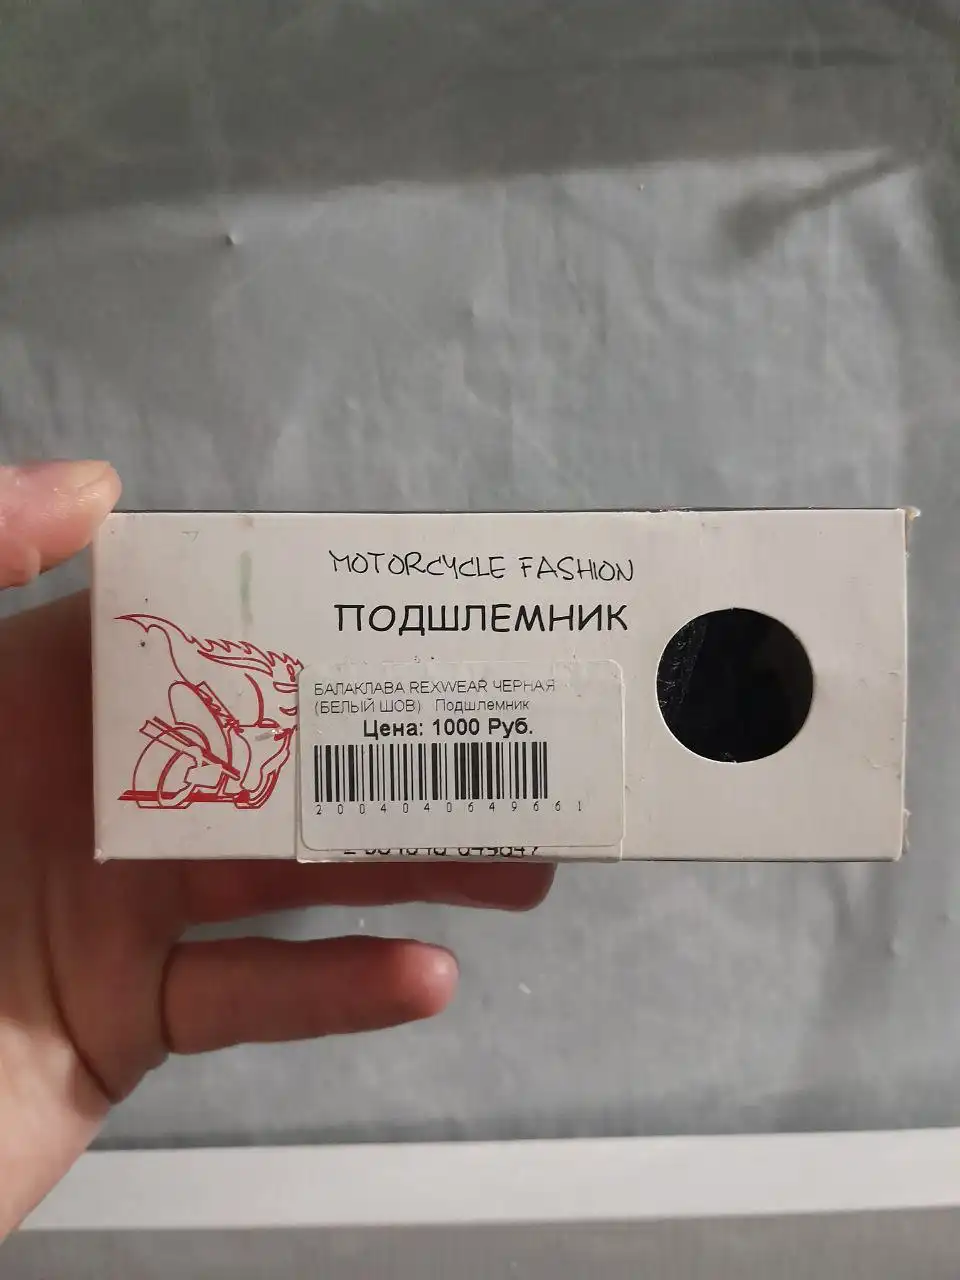 MOTORCYCLE FASHION
ПОДШЛЕМНИК
БАЛАКЛАВА REXWEAR ЧЕРНАЯ
(БЕЛЫЙ ШОВ) Подшлемник
Цена: 1000 Руб.
2004040649661